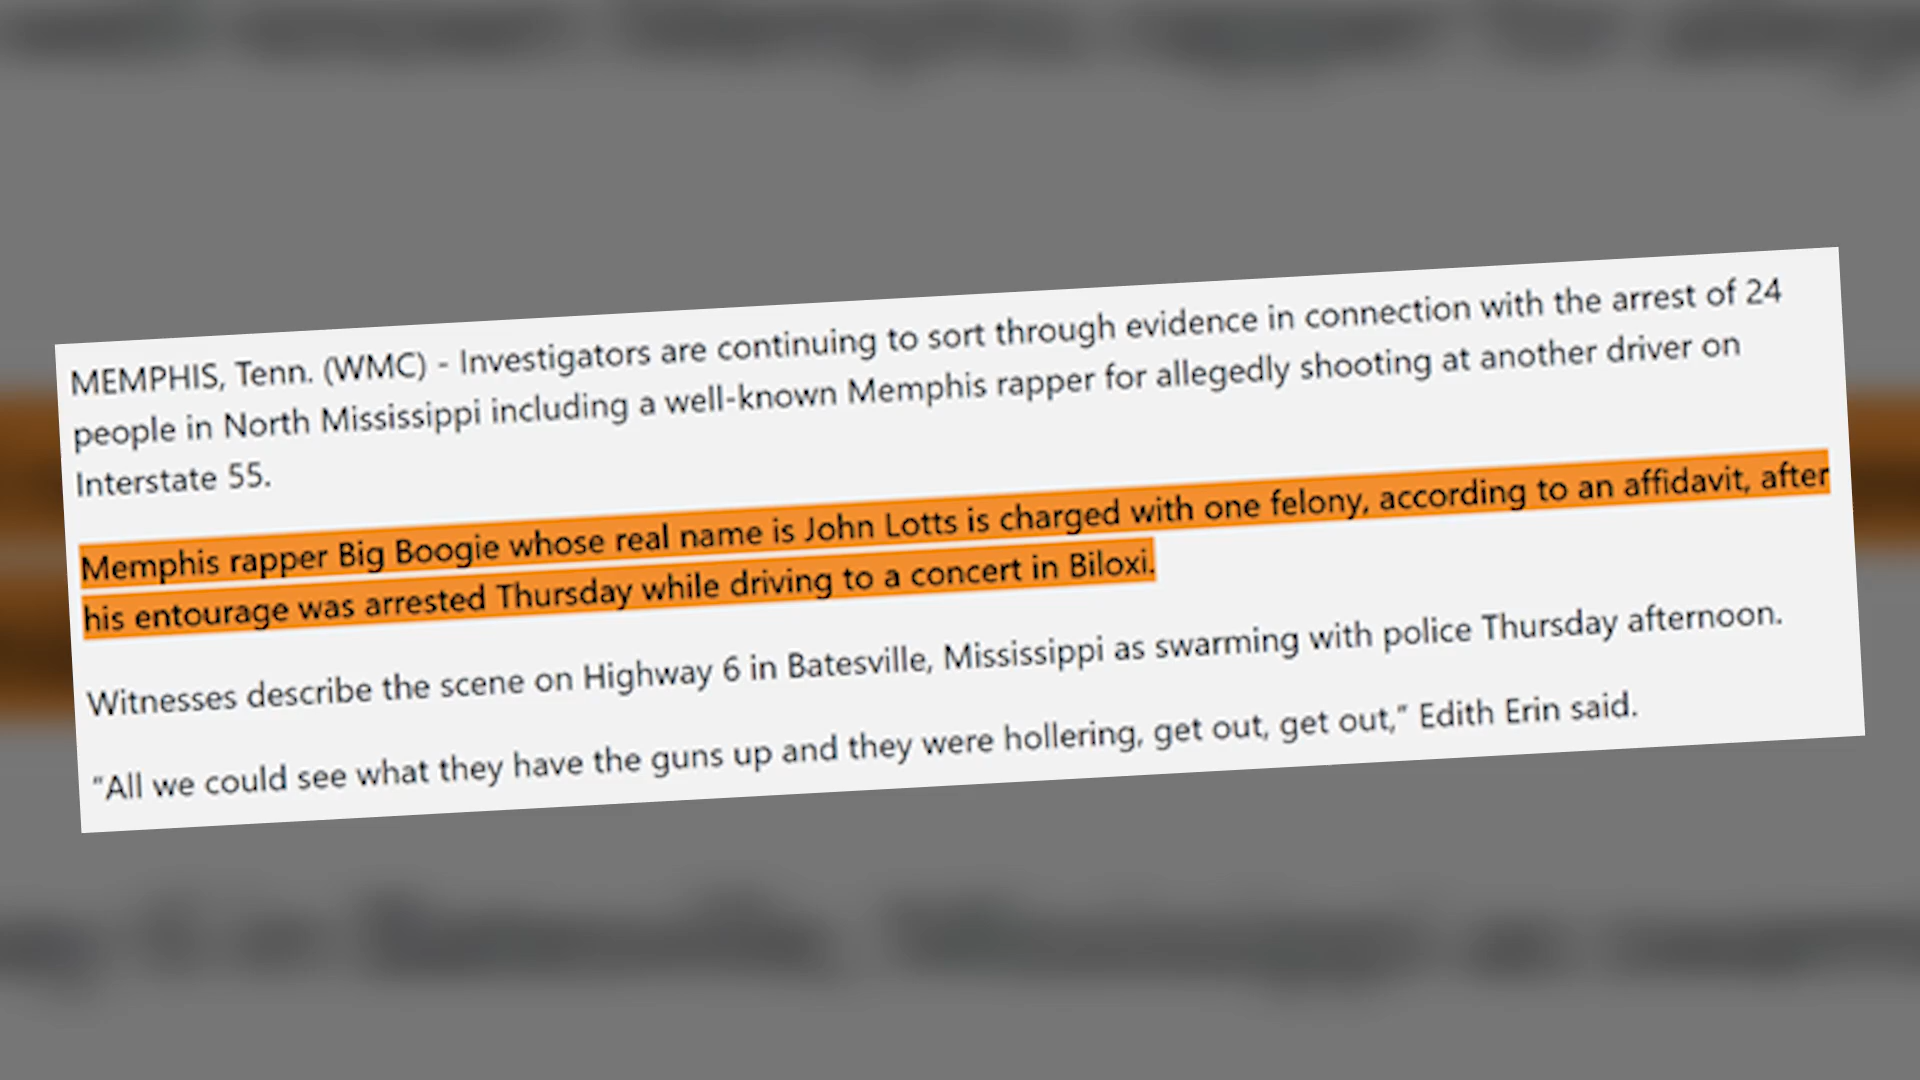 MEMPHIS, Tenn. (WMC) - Investigators are continuing to sort through evidence in connection with the arrest of 24
people in North Mississippi including a well-known Memphis rapper for allegedly shooting at another driver on
Interstate 55.
Memphis rapper Big Boogie whose real name is John Lotts is charged with one felony, according to an affidavit, after
his entourage was arrested Thursday while driving to a concert in Biloxi.
Witnesses describe the scene on Highway 6 in Batesville, Mississippi as swarming with police Thursday afternoon.
"All we could see what they have the guns up and they were hollering, get out, get out," Edith Erin said.